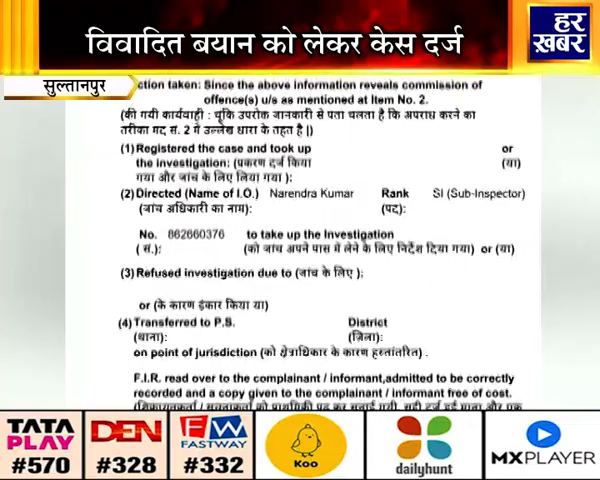 विवादित बयान को लेकर केस दर्ज
हर
ख़बर
सुल्तानपुर
ction taken: Since the above information reveals commission of
offence(s) u/s as mentioned at Item No. 2.
(की गयी कार्यवाही : चूंकि उपरोक्त जानकारी से पता चलता है कि अपराध करने का
तरीका मद सं. 2 में उल्लेख धारा के तहत है |)
(1) Registered the case and took up or
the investigation: (प्रकरण दर्ज किया (या)
गया और जांच के लिए लिया गया ):
(2) Directed (Name of I.O.) Narendra Kumar Rank SI (Sub-Inspector)
(जांच अधिकारी का नाम): (पद):
No. 862660376 to take up the Investigation
( सं.): (को जांच अपने पास में लेने के लिए निर्देश दिया गया) or (या)
(3) Refused investigation due to (जांच के लिए ):
or (के कारण इंकार किया या)
(4) Transferred to P.S. District
(थाना): (ज़िला):
on point of jurisdiction (को क्षेत्राधिकार के कारण हस्तांतरित) .
F.I.R. read over to the complainant / informant,admitted to be correctly
recorded and a copy given to the complainant / informant free of cost.
TATA PLAY #570
DEN #328
FW FASTWAY #332
Koo
dailyhunt
MX PLAYER